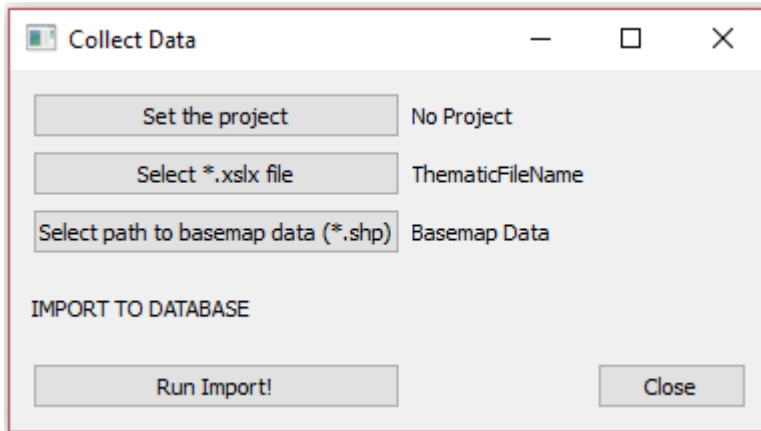 Collect Data
Set the project No Project
Select *.xslx file ThematicFileName
Select path to basemap data (*.shp) Basemap Data
IMPORT TO DATABASE
Run Import! Close